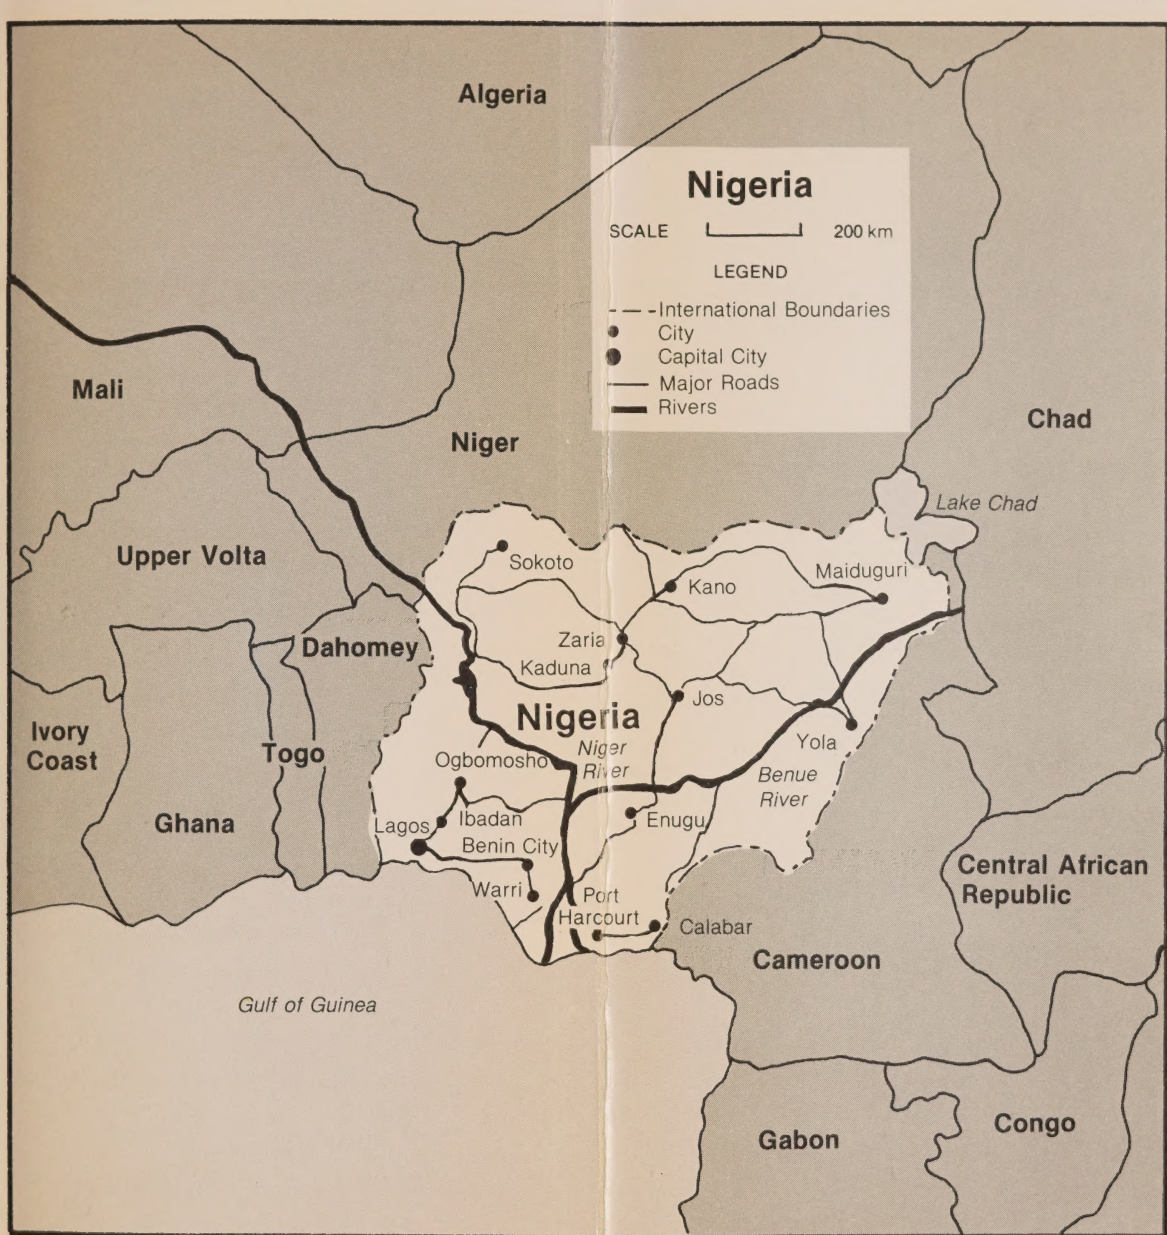 Algeria
Nigeria
SCALE 200 km
LEGEND
International Boundaries
City
Capital City
Major Roads
Rivers
Mali
Niger
Chad
Lake Chad
Upper Volta
Sokoto
Kano
Maiduguri
Dahomey
Zaria
Kaduna
Jos
Nigeria
Ivory
Coast
Togo
Ogbomosho
Niger
River
Yola
Benue
River
Ghana
Lagos
Ibadan
Enugu
Benin City
Central African
Republic
Warri
Port
Harcourt
Calabar
Cameroon
Gulf of Guinea
Gabon
Congo